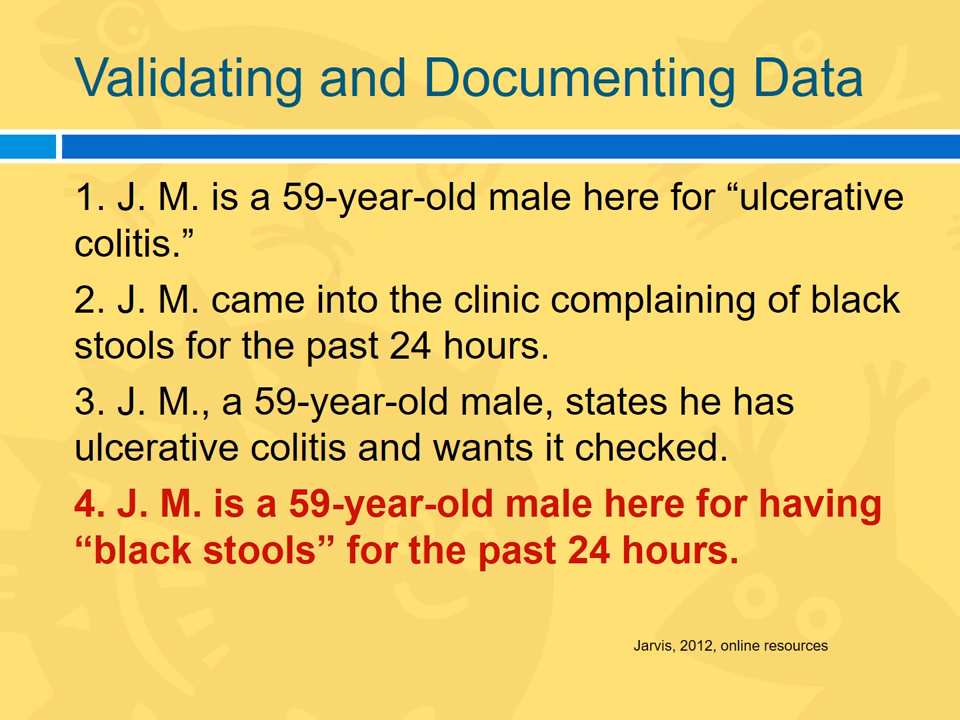 Validating and Documenting Data
1. J. M. is a 59-year-old male here for “ulcerative
colitis.”
2. J. M. came into the clinic complaining of black
stools for the past 24 hours.
3. J. M., a 59-year-old male, states he has
ulcerative colitis and wants it checked.
4. J. M. is a 59-year-old male here for having
“black stools” for the past 24 hours.
Jarvis, 2012, online resources